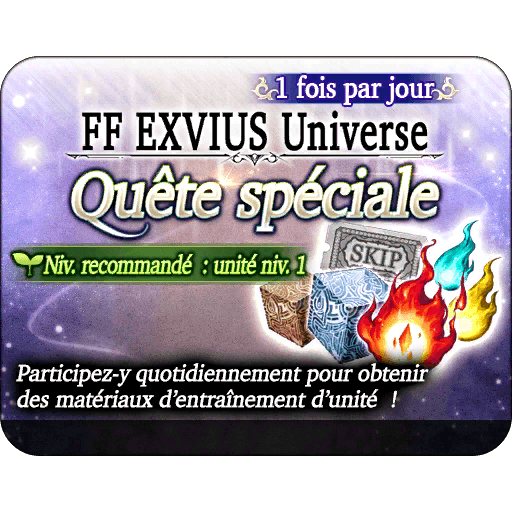 1 fois par jour
FF EXVIUS Universe
Quête spéciale
SKIP
Niv. recommandé : unité niv. 1
Participez-y quotidiennement pour obtenir
des matériaux d'entraînement d'unité !